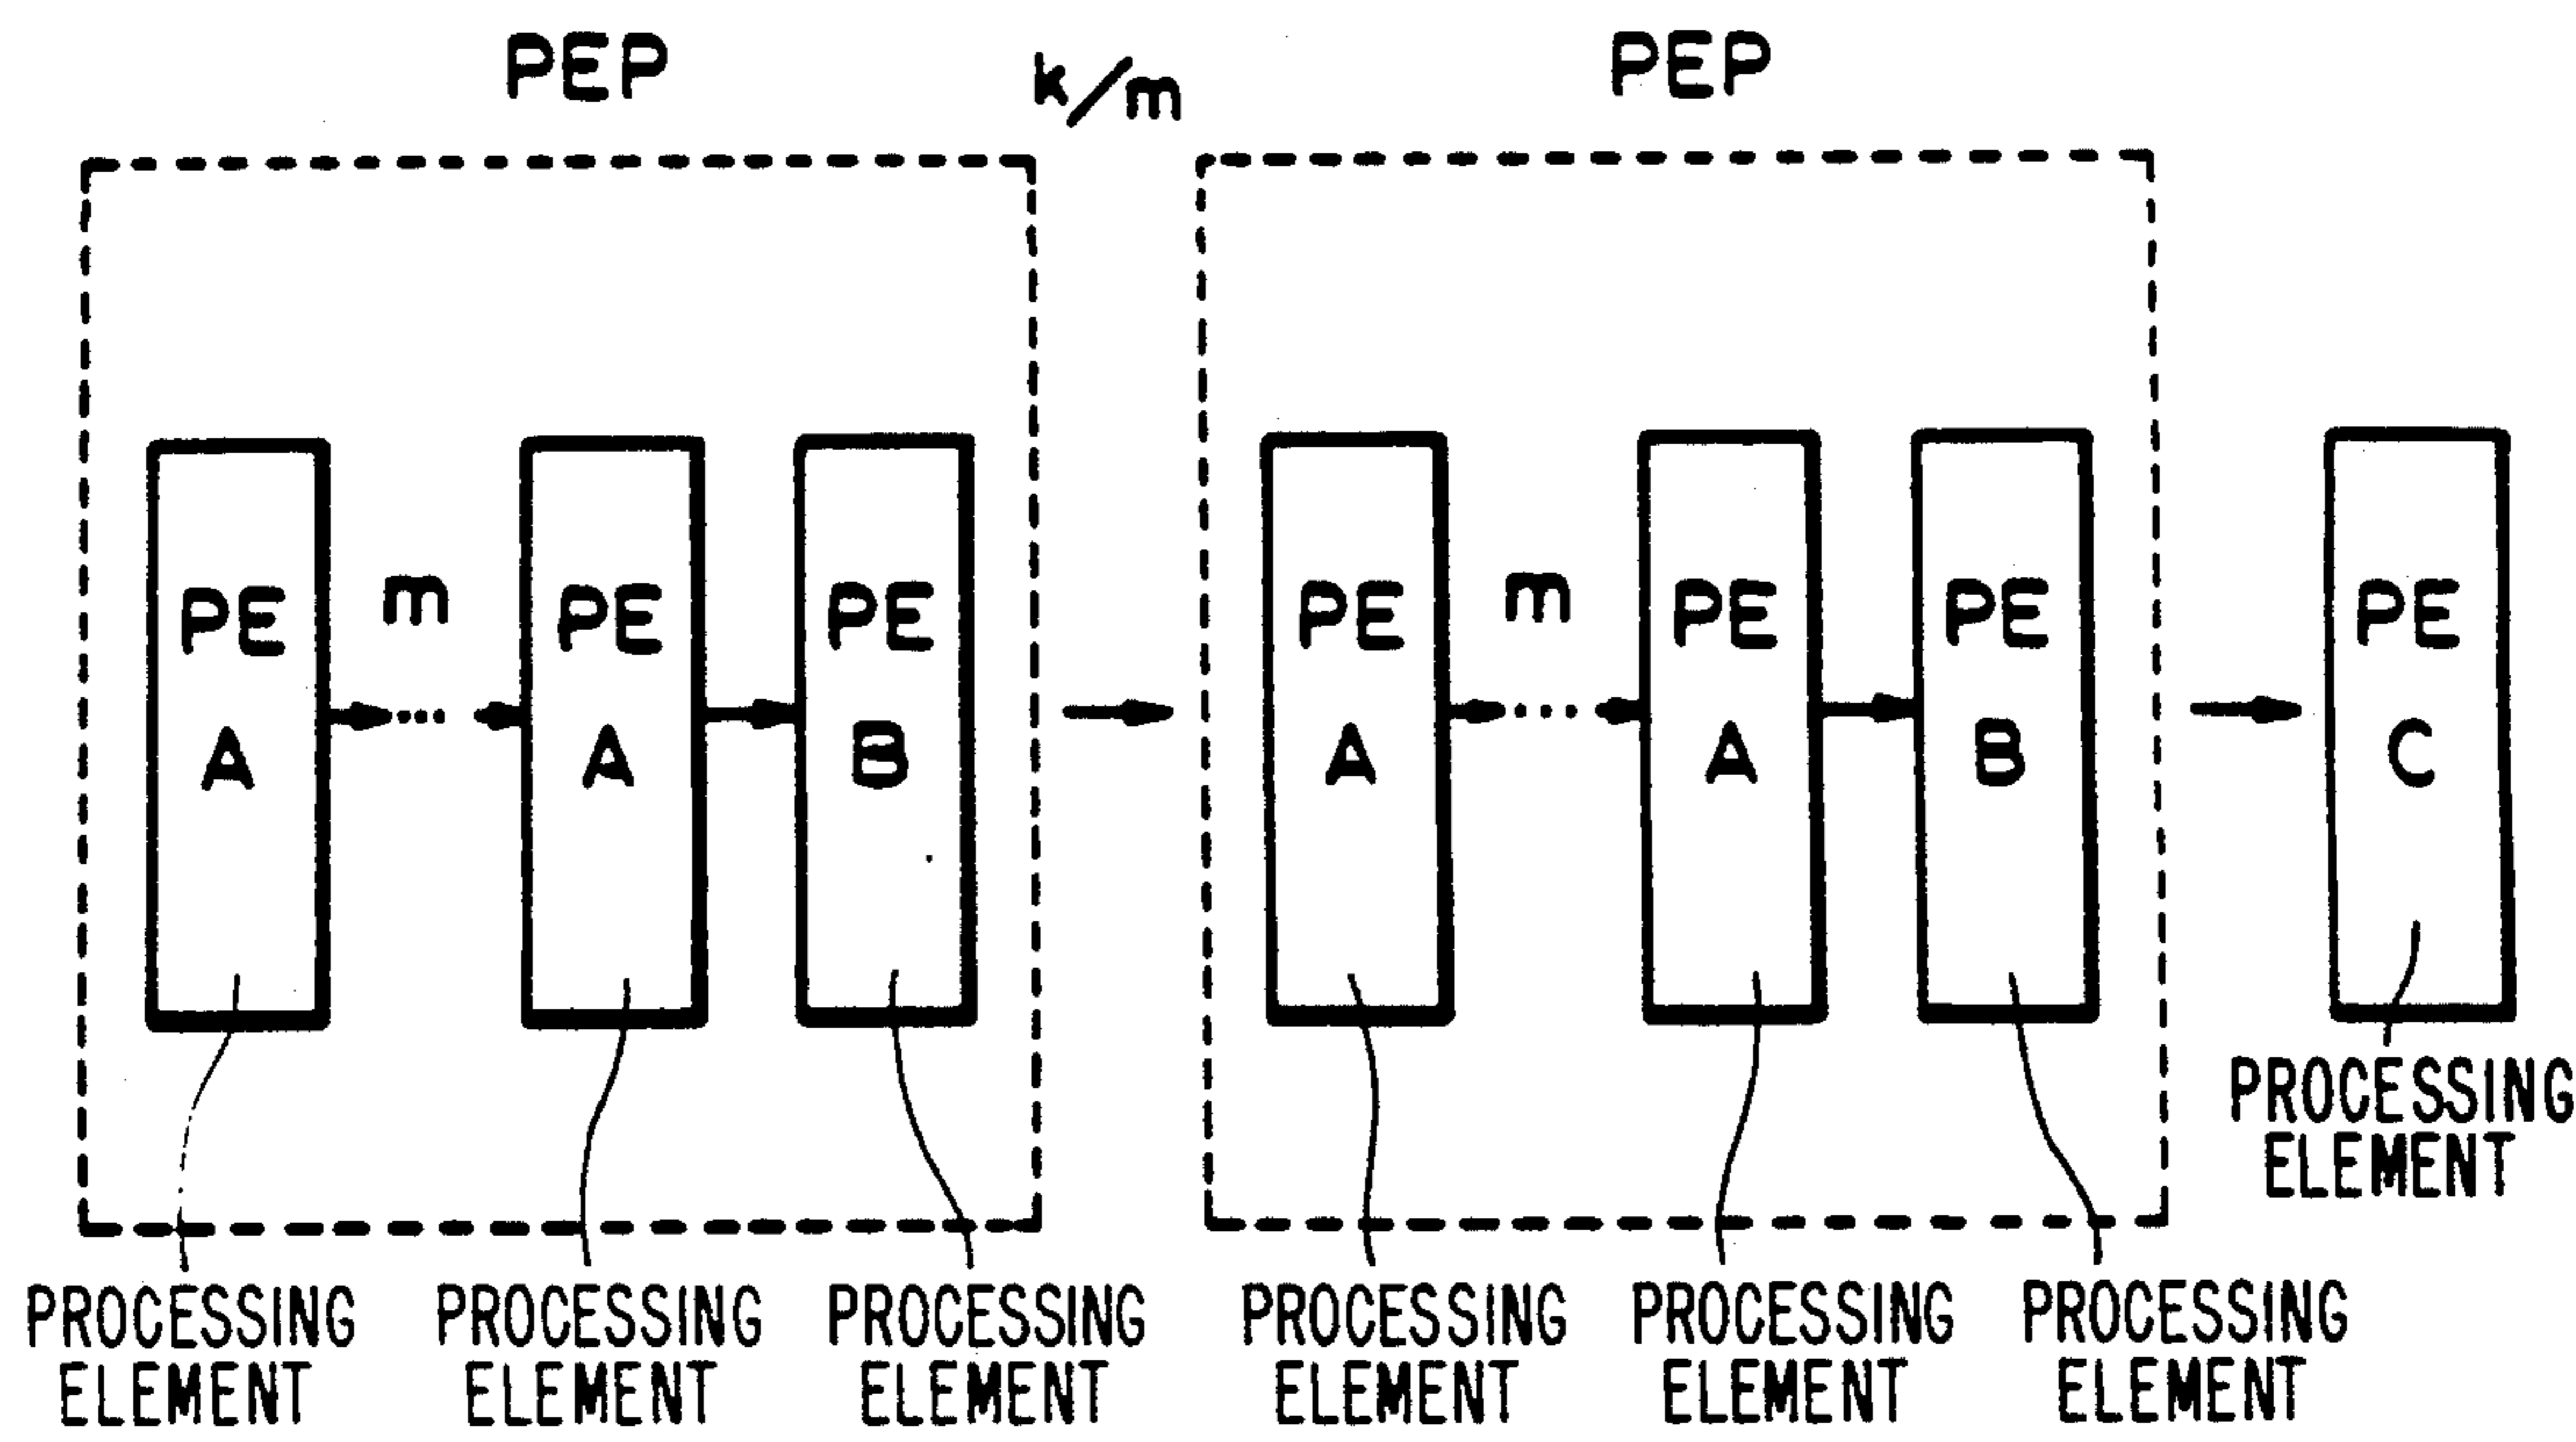 PEP
k/m
PEP
PE
A
m
PE
A
PE
B
PE
A
m
PE
A
PE
B
PE
C
PROCESSING
ELEMENT
PROCESSING
ELEMENT
PROCESSING
ELEMENT
PROCESSING
ELEMENT
PROCESSING
ELEMENT
PROCESSING
ELEMENT
PROCESSING
ELEMENT